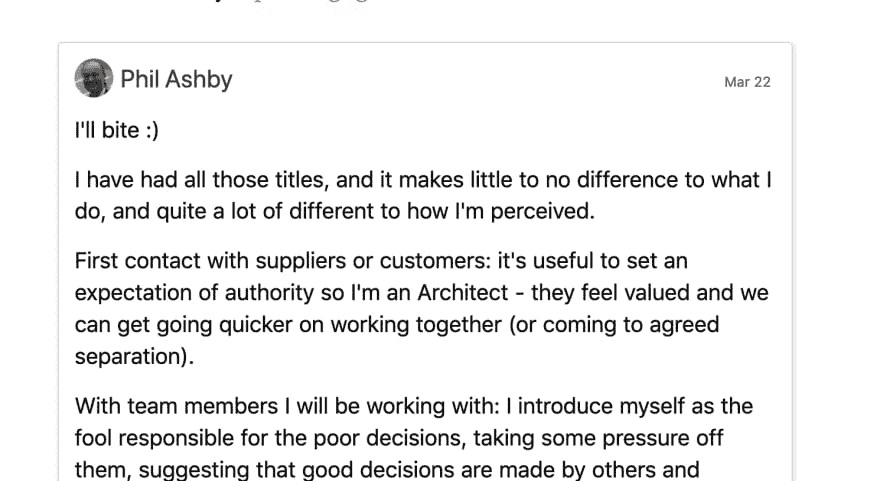 Phil Ashby
Mar 22
I'll bite :)
I have had all those titles, and it makes little to no difference to what I
do, and quite a lot of different to how I'm perceived.
First contact with suppliers or customers: it's useful to set an
expectation of authority so I'm an Architect - they feel valued and we
can get going quicker on working together (or coming to agreed
separation).
With team members I will be working with: I introduce myself as the
fool responsible for the poor decisions, taking some pressure off
them, suggesting that good decisions are made by others and